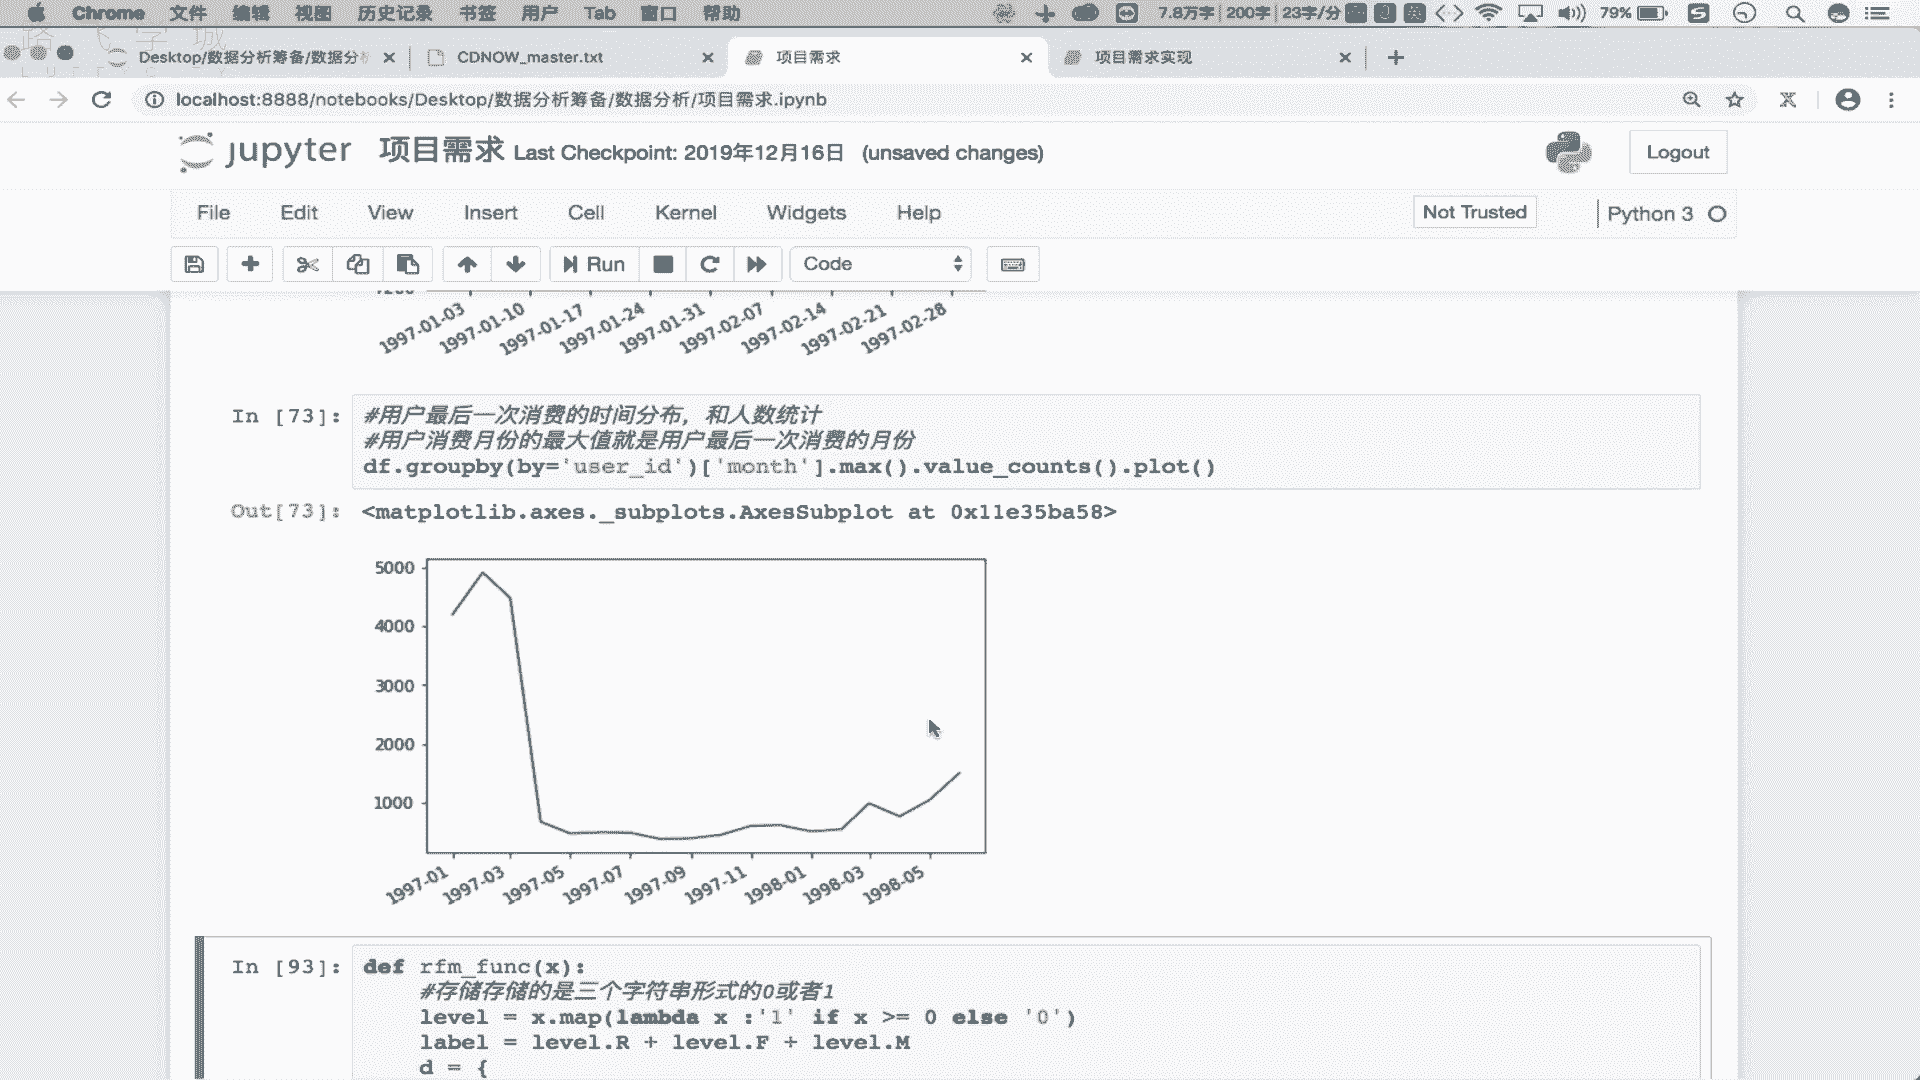 Chrome 文件 编辑 视图 历史记录 书签 用户 Tab 窗口 帮助 7.8万字 200字 23字/分 79%
Desktop/数据分析筹备/数据分析 CDNOW_master.txt 项目需求 项目需求实现
localhost:8888/notebooks/Desktop/数据分析筹备/数据分析/项目需求.ipynb
jupyter 项目需求 Last Checkpoint: 2019年12月16日 (unsaved changes) Logout
File Edit View Insert Cell Kernel Widgets Help Not Trusted Python 3
Run Code
1997-01-03 1997-01-10 1997-01-17 1997-01-24 1997-01-31 1997-02-07 1997-02-14 1997-02-21 1997-02-28
In [73]: #用户最后一次消费的时间分布，和人数统计
#用户消费月份的最大值就是用户最后一次消费的月份
df.groupby(by='user_id')['month'].max().value_counts().plot()
Out[73]: <matplotlib.axes._subplots.AxesSubplot at 0x11e35ba58>
5000
4000
3000
2000
1000
1997-01 1997-03 1997-05 1997-07 1997-09 1997-11 1998-01 1998-03 1998-05
In [93]: def rfm_func(x):
#存储存储的是三个字符串形式的0或者1
level = x.map(lambda x :'1' if x >= 0 else '0')
label = level.R + level.F + level.M
d = {